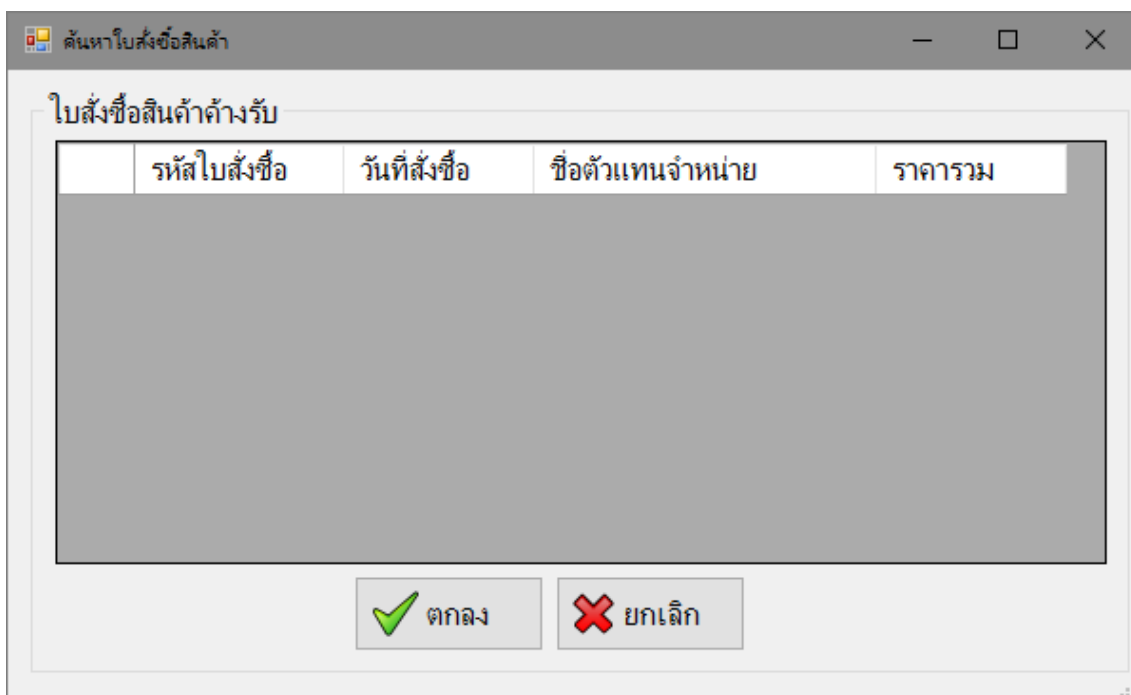 ค้นหาใบสั่งซื้อสินค้า
ใบสั่งซื้อสินค้าค้างรับ
รหัสใบสั่งซื้อ วันที่สั่งซื้อ ชื่อตัวแทนจำหน่าย ราคารวม
ตกลง ยกเลิก